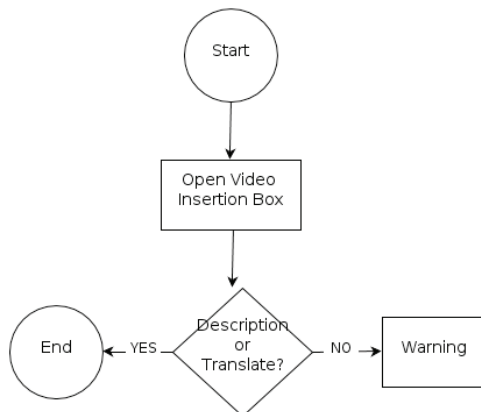 Start
Open Video
Insertion Box
Description
or
Translate?
End
YES
NO
Warning